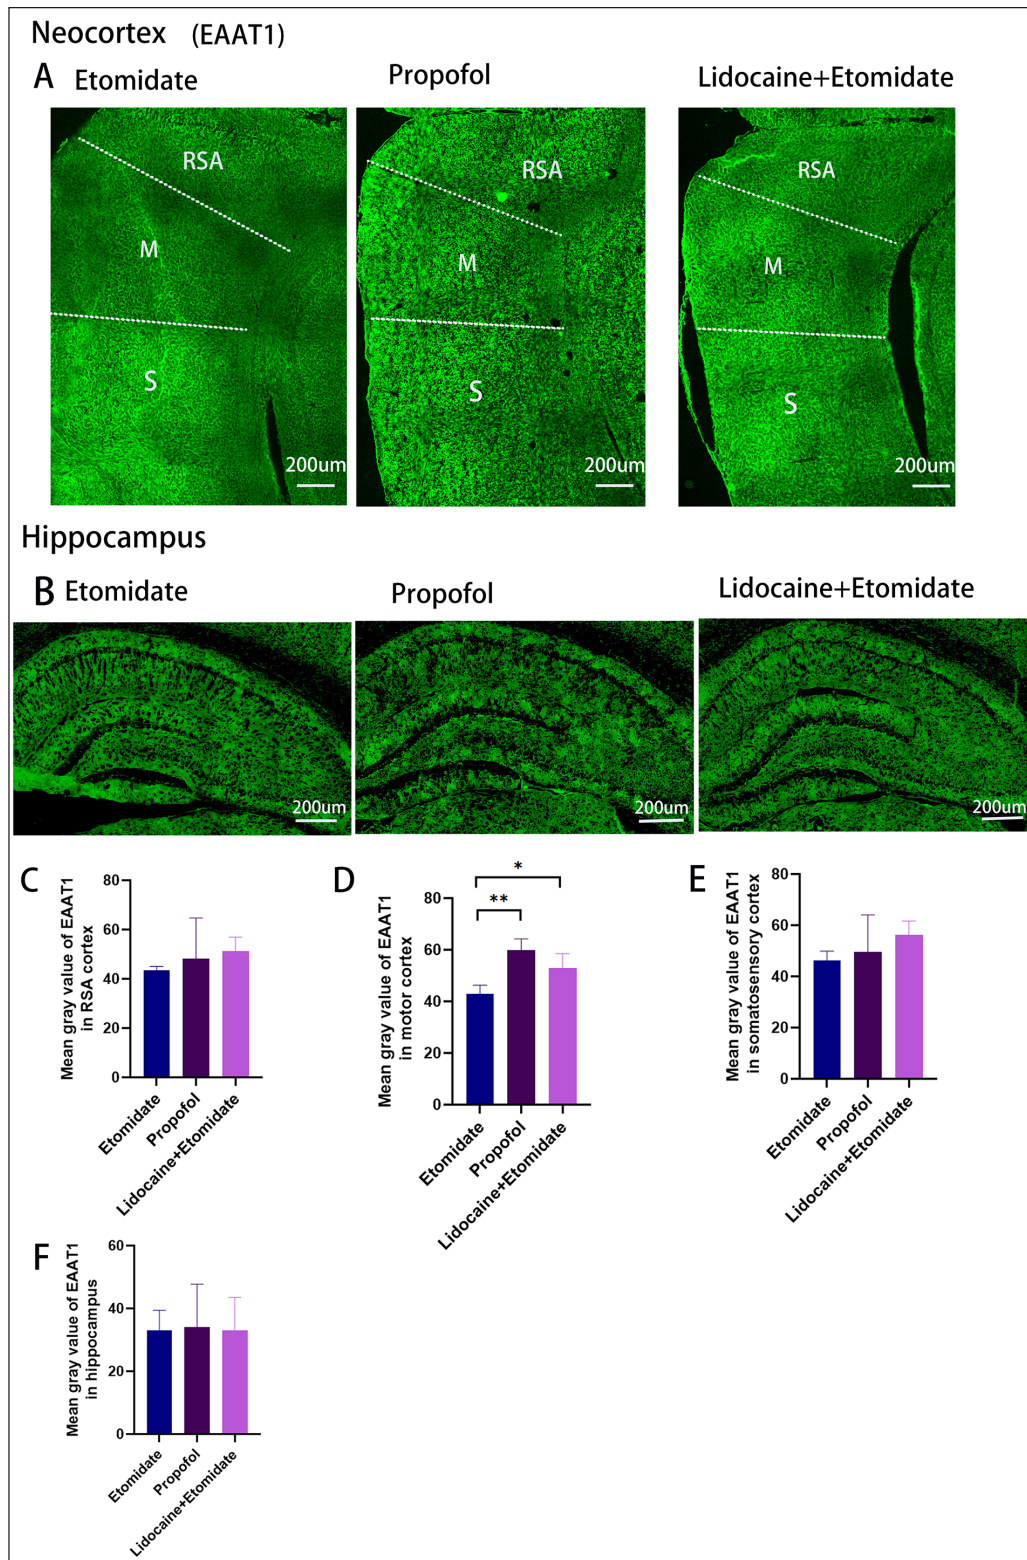 Neocortex (EAAT1)
A Etomidate
Propofol
Lidocaine+Etomidate
RSA
M
S
200um
RSA
M
S
200um
RSA
M
S
200um
Hippocampus
B Etomidate
Propofol
Lidocaine+Etomidate
200um
200um
200um
C
Mean gray value of EAAT1
in RSA cortex
80
60
40
20
0
Etomidate
Propofol
Lidocaine+Etomidate
D
Mean gray value of EAAT1
in motor cortex
80
60
40
20
0
*
**
Etomidate
Propofol
Lidocaine+Etomidate
E
Mean gray value of EAAT1
in somatosensory cortex
80
60
40
20
0
Etomidate
Propofol
Lidocaine+Etomidate
F
Mean gray value of EAAT1
in hippocampus
60
40
20
0
Etomidate
Propofol
Lidocaine+Etomidate